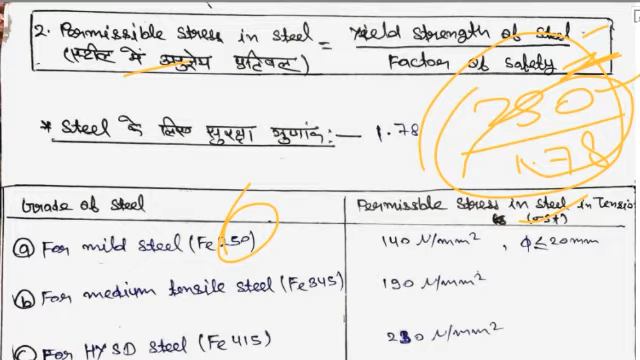 2. Permissible stress in steel = Yield Strength of steel
(स्टील में अनुज्ञेय प्रतिबल) Factor of safety
250
1.78
* Steel के लिए सुरक्षा गुणांक:— 1.78
Grade of steel Permissible stress in steel in Tension
(σst)
(a) For mild steel (Fe 250) 140 N/mm² , ϕ≤20mm
(b) For medium tensile steel (Fe345) 190 N/mm²
(c) For HYSD steel (Fe 415) 230 N/mm²